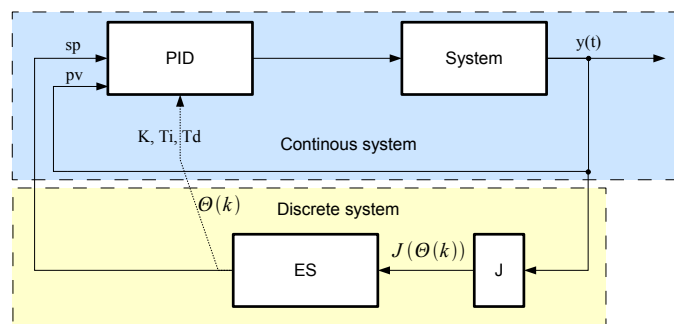 sp
PID
System
y(t)
pv
K, Ti, Td
Continous system
Θ(k)
Discrete system
ES
J(Θ(k))
J